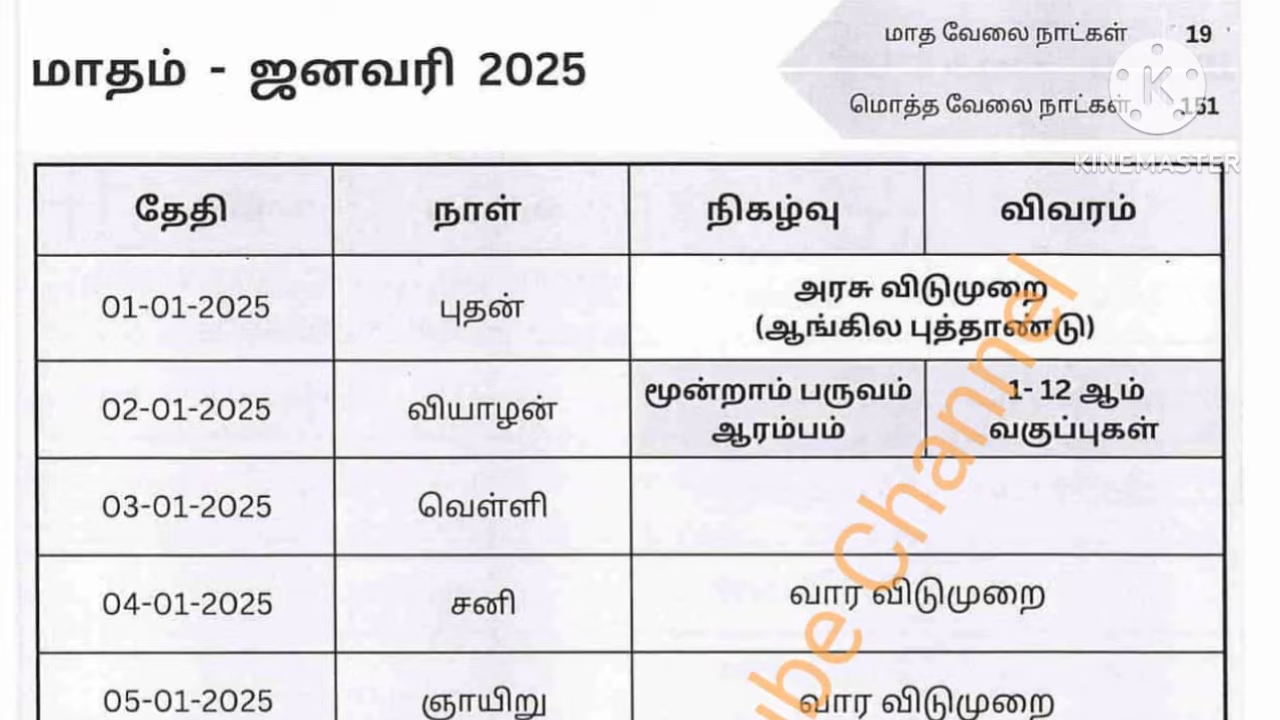 மாதம் - ஜனவரி 2025
மாத வேலை நாட்கள் 19
மொத்த வேலை நாட்கள் 151
K
KINEMASTER
தேதி நாள் நிகழ்வு விவரம்
01-01-2025 புதன் அரசு விடுமுறை
(ஆங்கில புத்தாண்டு)
02-01-2025 வியாழன் மூன்றாம் பருவம் 1- 12 ஆம்
ஆரம்பம் வகுப்புகள்
03-01-2025 வெள்ளி
04-01-2025 சனி வார விடுமுறை
05-01-2025 ஞாயிறு வார விடுமுறை
Channel